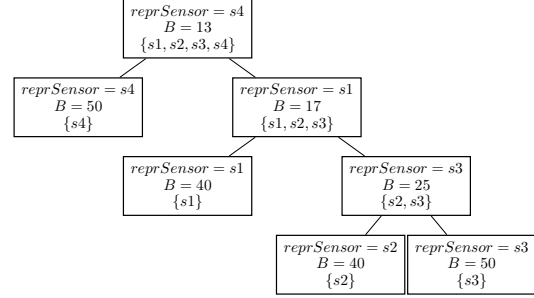 reprSensor = s4
B = 13
{s1, s2, s3, s4}
reprSensor = s4
B = 50
{s4}
reprSensor = s1
B = 17
{s1, s2, s3}
reprSensor = s1
B = 40
{s1}
reprSensor = s3
B = 25
{s2, s3}
reprSensor = s2
B = 40
{s2}
reprSensor = s3
B = 50
{s3}